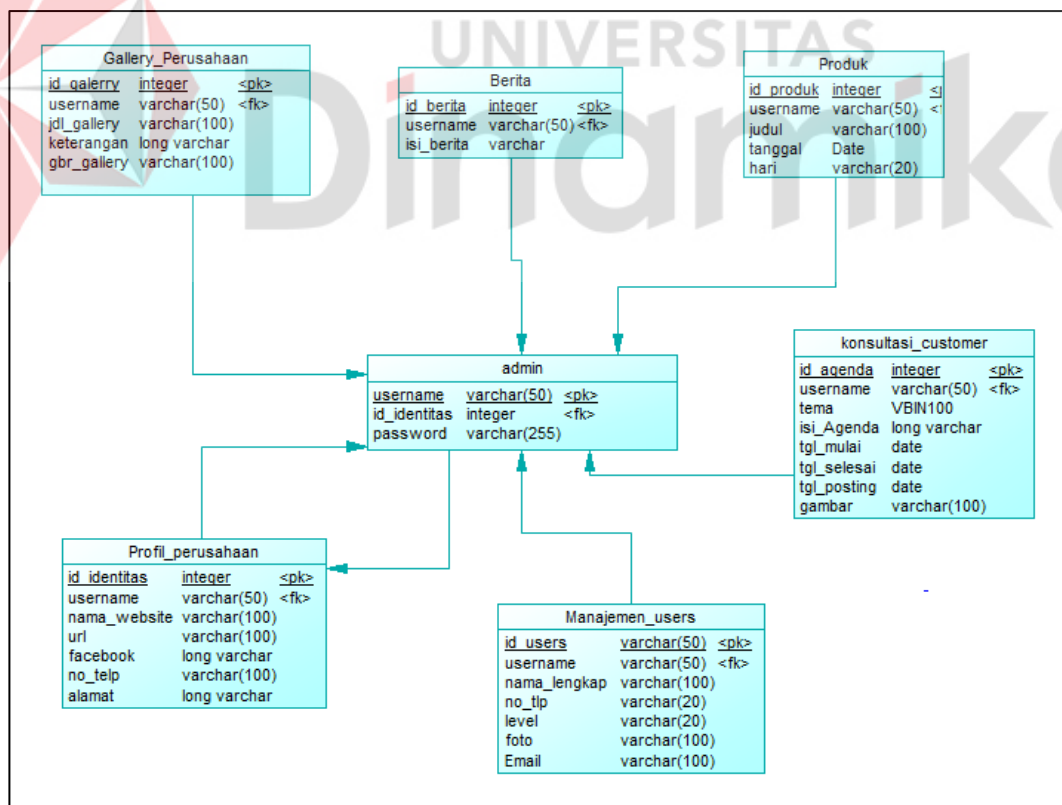 UNIVERSITAS
Dinamika
Gallery_Perusahaan
id_galerry integer <pk>
username varchar(50) <fk>
jdl_gallery varchar(100)
keterangan long varchar
gbr_gallery varchar(100)
Berita
id_berita integer <pk>
username varchar(50) <fk>
isi_berita varchar
Produk
id_produk integer
username varchar(50)
judul varchar(100)
tanggal Date
hari varchar(20)
admin
username varchar(50) <pk>
id_identitas integer <fk>
password varchar(255)
konsultasi_customer
id_agenda integer <pk>
username varchar(50) <fk>
tema VBIN100
isi_Agenda long varchar
tgl_mulai date
tgl_selesai date
tgl_posting date
gambar varchar(100)
Profil_perusahaan
id_identitas integer <pk>
username varchar(50) <fk>
nama_website varchar(100)
url varchar(100)
facebook long varchar
no_telp varchar(100)
alamat long varchar
Manajemen_users
id_users varchar(50) <pk>
username varchar(50) <fk>
nama_lengkap varchar(100)
no_tlp varchar(20)
level varchar(20)
foto varchar(100)
Email varchar(100)